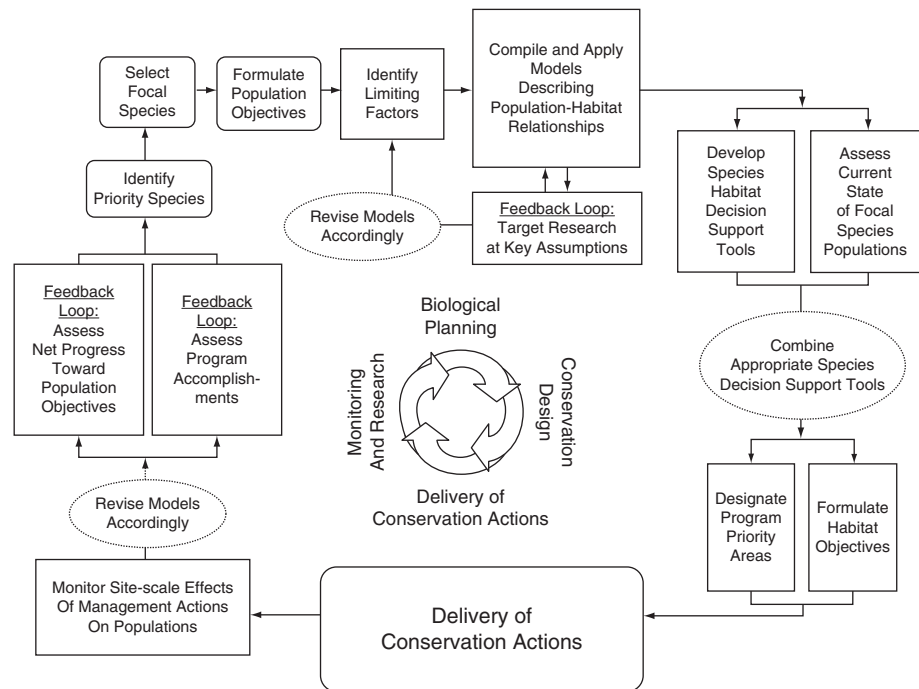 Select
Focal
Species
Formulate
Population
Objectives
Identify
Limiting
Factors
Compile and Apply
Models
Describing
Population-Habitat
Relationships
Develop
Species
Habitat
Decision
Support
Tools
Assess
Current
State
of Focal
Species
Populations
Identify
Priority Species
Revise Models
Accordingly
Feedback Loop:
Target Research
at Key Assumptions
Feedback
Loop:
Assess
Net Progress
Toward
Population
Objectives
Feedback
Loop:
Assess
Program
Accomplish-
ments
Biological
Planning
Conservation
Design
Delivery of
Conservation Actions
Monitoring
And Research
Combine
Appropriate Species
Decision Support Tools
Designate
Program
Priority
Areas
Formulate
Habitat
Objectives
Revise Models
Accordingly
Monitor Site-scale Effects
Of Management Actions
On Populations
Delivery of
Conservation Actions